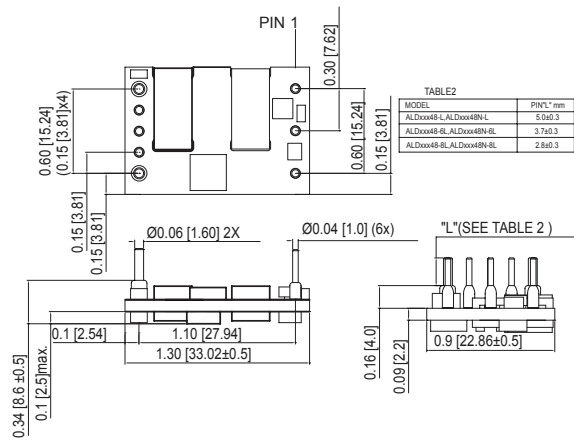 PIN 1
0.30 [7.62]
0.60 [15.24]
(0.15 [3.81]x4)
0.15 [3.81]
0.15 [3.81]
0.60 [15.24]
0.15 [3.81]
TABLE2
MODEL PIN"L" mm
ALDxxx48-L,ALDxxx48N-L 5.0±0.3
ALDxxx48-6L,ALDxxx48N-6L 3.7±0.3
ALDxxx48-8L,ALDxxx48N-8L 2.8±0.3
Ø0.06 [1.60] 2X
Ø0.04 [1.0] (6x)
"L"(SEE TABLE 2 )
0.1 [2.54]
1.10 [27.94]
1.30 [33.02±0.5]
0.34 [8.6 ±0.5]
0.1 [2.5]max.
0.16 [4.0]
0.09 [2.2]
0.9 [22.86±0.5]